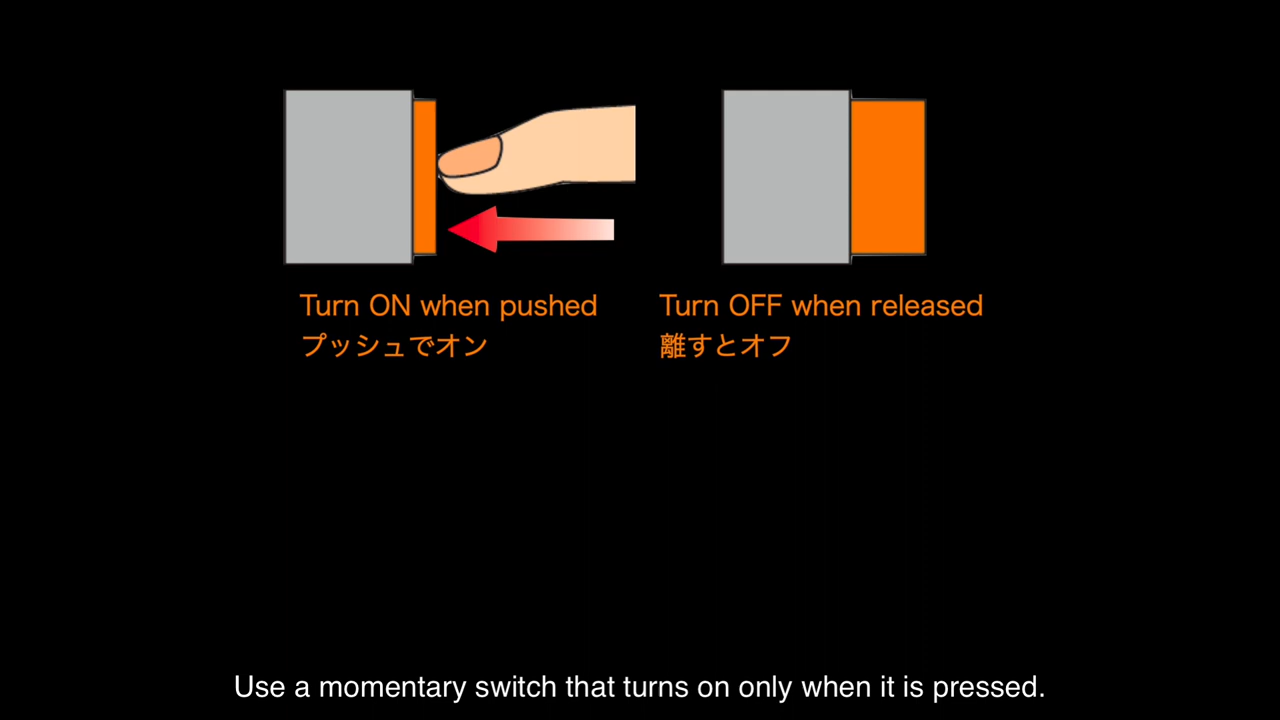 Turn ON when pushed
プッシュでオン
Turn OFF when released
離すとオフ
Use a momentary switch that turns on only when it is pressed.